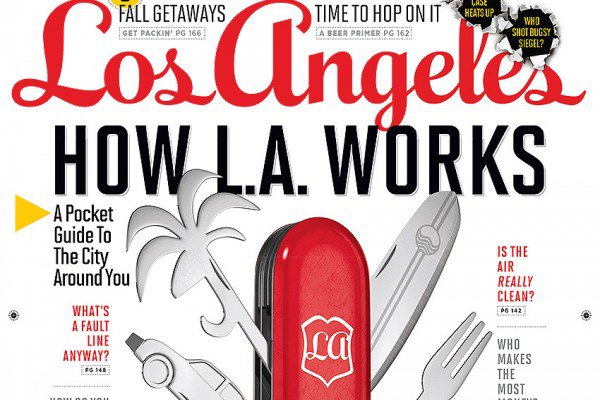 FALL GETAWAYS
GET PACKIN' PG 166
TIME TO HOP ON IT
A BEER PRIMER PG 162
CASE
HEATS UP
WHO
SHOT BUGSY
SIEGEL?
Los Angeles
HOW L.A. WORKS
A Pocket
Guide To
The City
Around You
WHAT'S
A FAULT
LINE
ANYWAY?
PG 148
LA
IS THE
AIR
REALLY
CLEAN?
PG 142
WHO
MAKES
THE
MOST